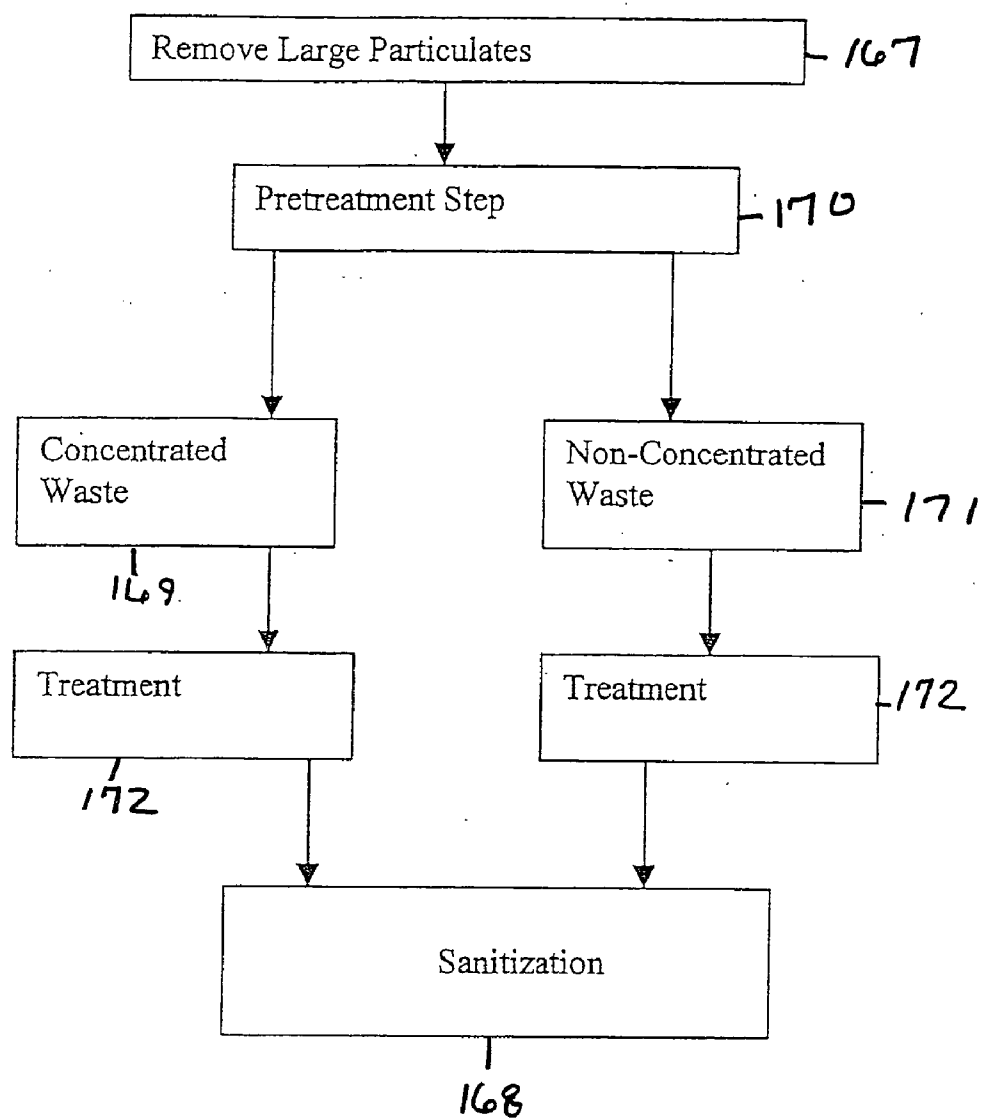 Remove Large Particulates
167
Pretreatment Step
170
Concentrated
Waste
169
Non-Concentrated
Waste
171
Treatment
172
Treatment
172
Sanitization
168